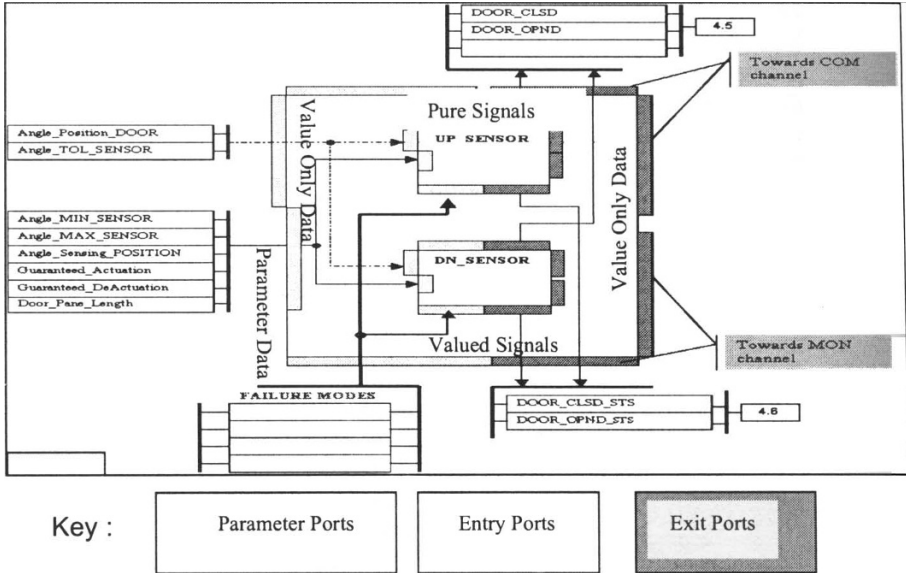 DOOR_CLSD
DOOR_OPND
4.5
Towards COM
channel
Pure Signals
UP_SENSOR
Value Only Data
Value Only Data
Angle_Position_DOOR
Angle_TOL_SENSOR
Angle_MIN_SENSOR
Angle_MAX_SENSOR
Angle_Sensing_POSITION
Guaranteed_Actuation
Guaranteed_DeActuation
Door_Pane_Length
Parameter Data
DN_SENSOR
Valued Signals
Towards MON
channel
FAILURE MODES
DOOR_CLSD_STS
DOOR_OPND_STS
4.6
Key :
Parameter Ports
Entry Ports
Exit Ports